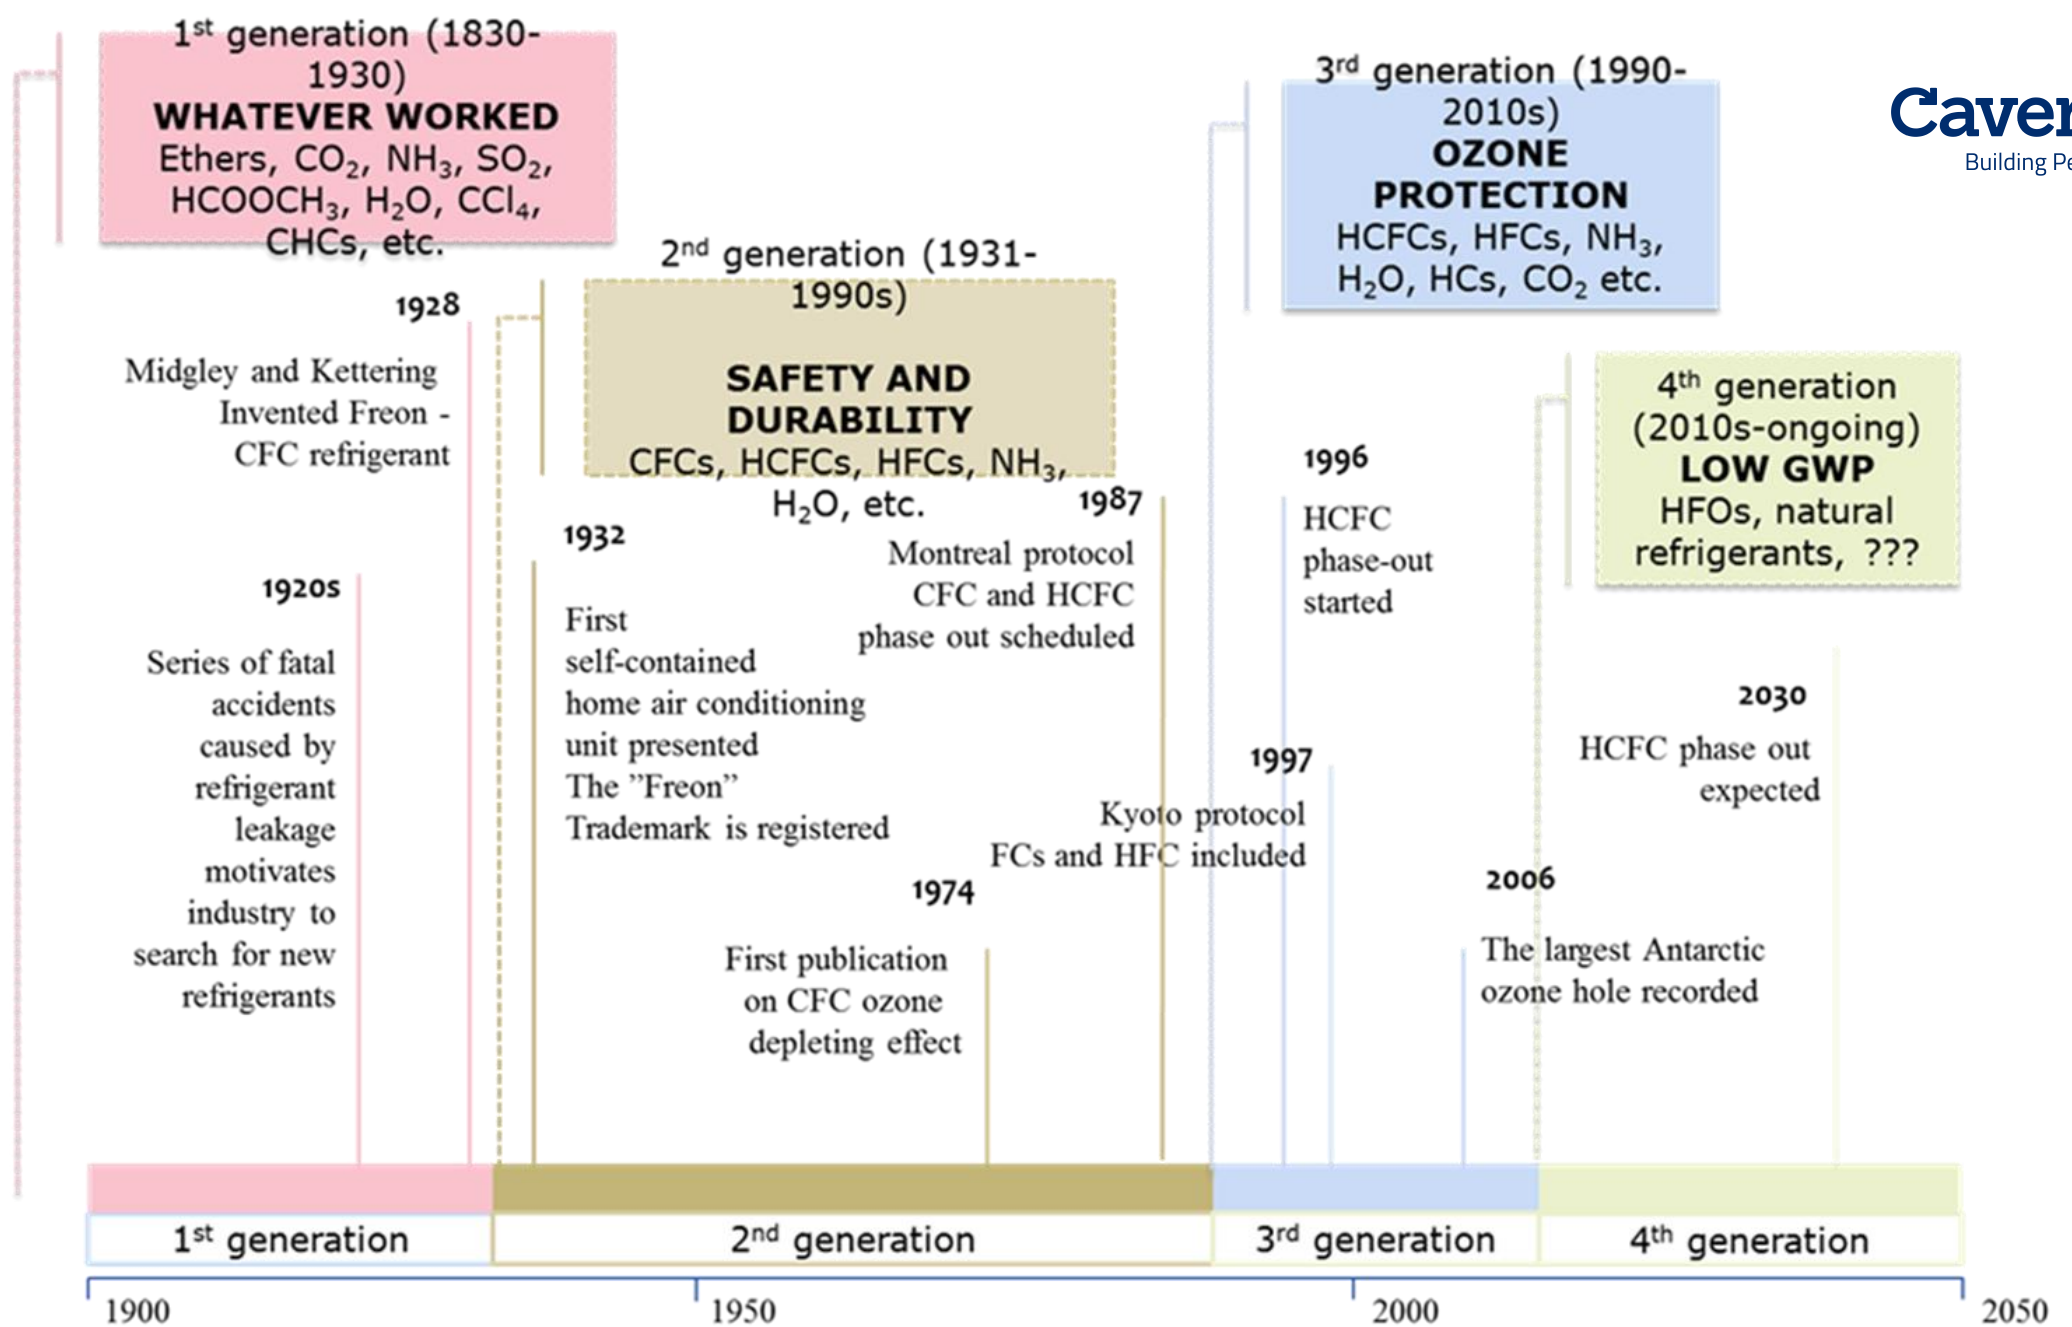 1st generation (1830-
1930)
WHATEVER WORKED
Ethers, CO2, NH3, SO2,
HCOOCH3, H2O, CCl4,
CHCs, etc.
2nd generation (1931-
1990s)
SAFETY AND
DURABILITY
CFCs, HCFCs, HFCs, NH3,
H2O, etc.
3rd generation (1990-
2010s)
OZONE
PROTECTION
HCFCs, HFCs, NH3,
H2O, HCs, CO2 etc.
4th generation
(2010s-ongoing)
LOW GWP
HFOs, natural
refrigerants, ???
Caver
Building Pe
1928
Midgley and Kettering
Invented Freon -
CFC refrigerant
1920s
Series of fatal
accidents
caused by
refrigerant
leakage
motivates
industry to
search for new
refrigerants
1932
First
self-contained
home air conditioning
unit presented
The ”Freon”
Trademark is registered
1974
First publication
on CFC ozone
depleting effect
1987
Montreal protocol
CFC and HCFC
phase out scheduled
1996
HCFC
phase-out
started
1997
Kyoto protocol
FCs and HFC included
2006
The largest Antarctic
ozone hole recorded
2030
HCFC phase out
expected
1st generation
2nd generation
3rd generation
4th generation
1900
1950
2000
2050